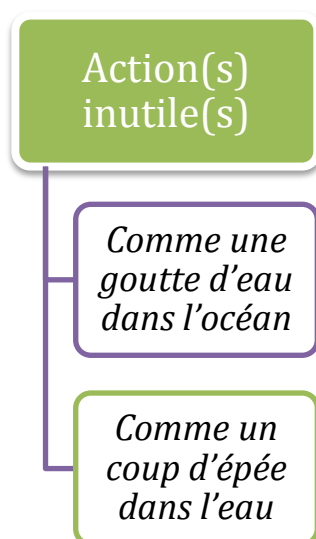 Action(s)
inutile(s)
Comme une
goutte d’eau
dans l’océan
Comme un
coup d’épée
dans l’eau